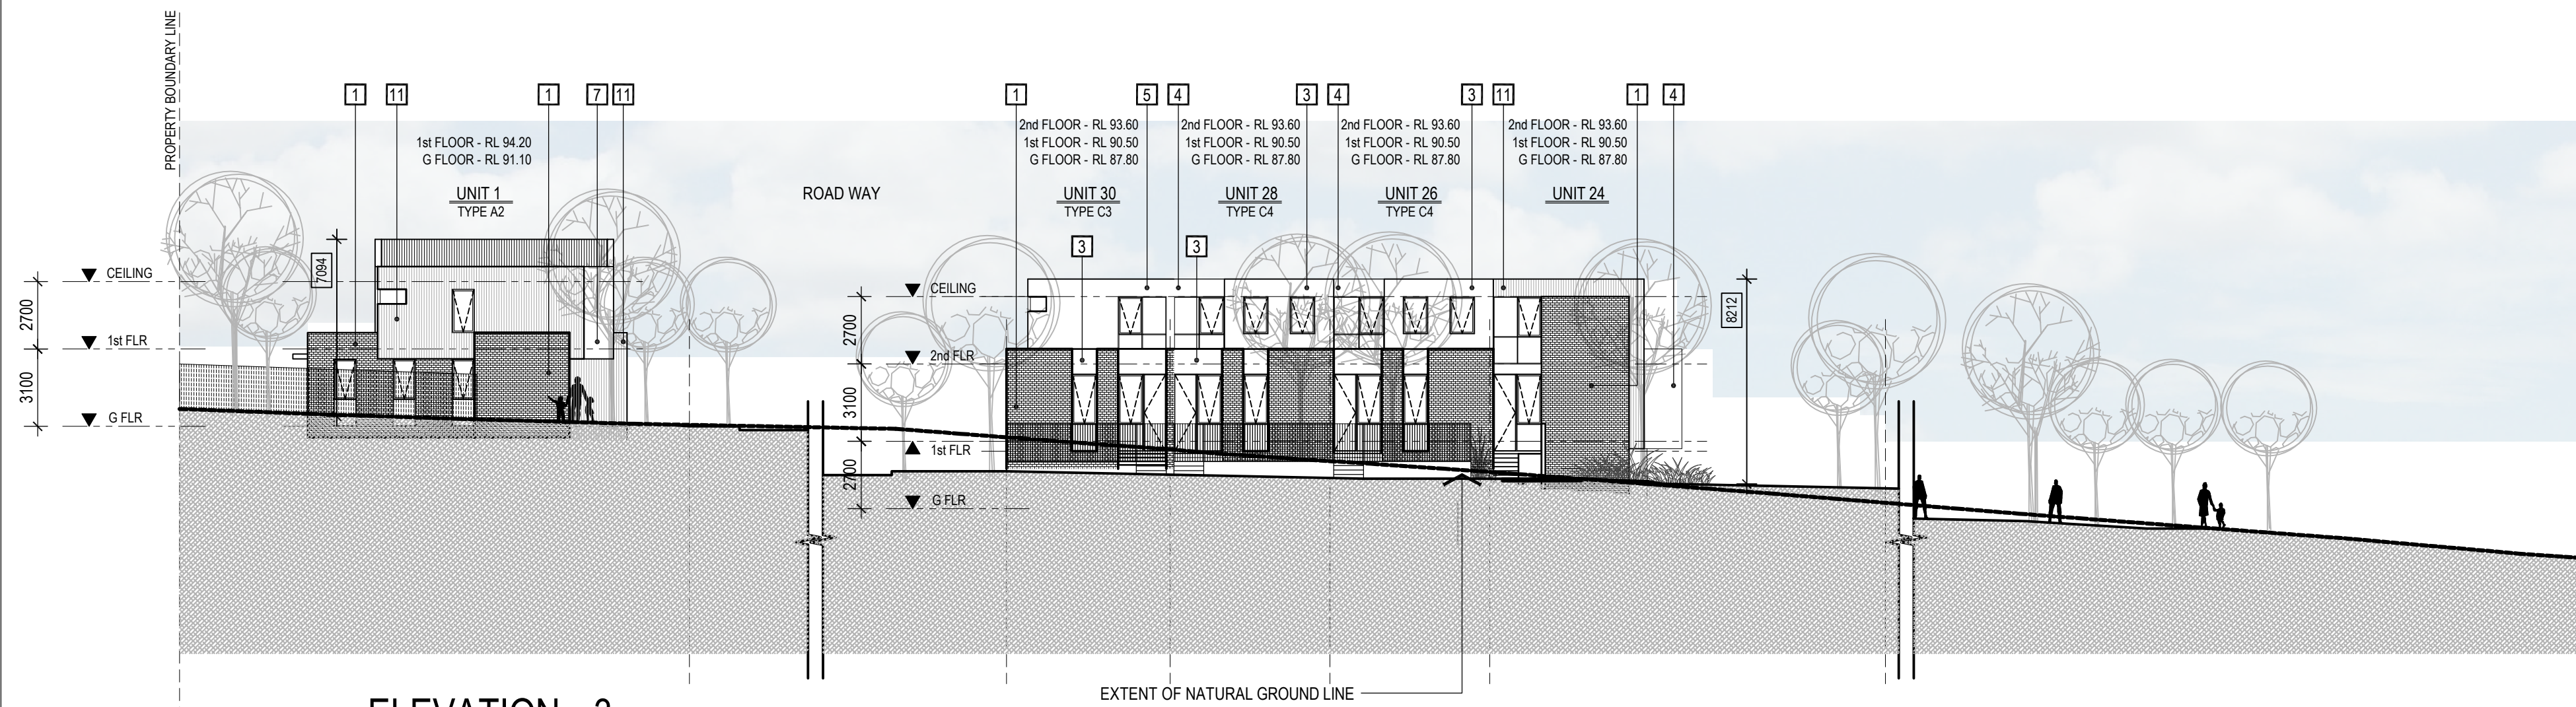 PROPERTY BOUNDARY LINE
1
11
1
7
11
1
5
4
3
4
3
11
1
4
1st FLOOR - RL 94.20
G FLOOR - RL 91.10
UNIT 1
TYPE A2
ROAD WAY
2nd FLOOR - RL 93.60
1st FLOOR - RL 90.50
G FLOOR - RL 87.80
UNIT 30
TYPE C3
2nd FLOOR - RL 93.60
1st FLOOR - RL 90.50
G FLOOR - RL 87.80
UNIT 28
TYPE C4
2nd FLOOR - RL 93.60
1st FLOOR - RL 90.50
G FLOOR - RL 87.80
UNIT 26
TYPE C4
2nd FLOOR - RL 93.60
1st FLOOR - RL 90.50
G FLOOR - RL 87.80
UNIT 24
3
3
7094
CEILING
2700
1st FLR
3100
G FLR
CEILING
2700
2nd FLR
3100
1st FLR
2700
G FLR
8212
EXTENT OF NATURAL GROUND LINE
ELEVATION - 3